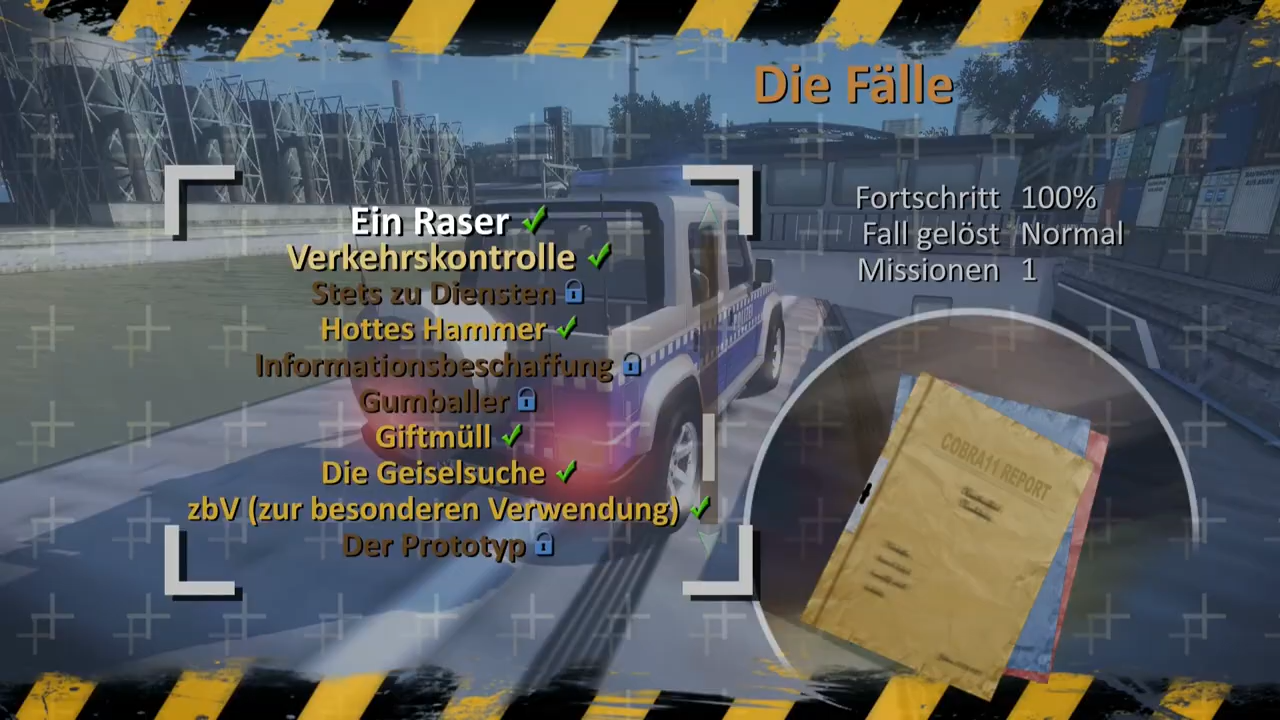 Die Fälle
Ein Raser
Verkehrskontrolle
Stets zu Diensten
Hottes Hammer
Informationsbeschaffung
Gumballer
Giftmüll
Die Geiselsuche
zbV (zur besonderen Verwendung)
Der Prototyp
Fortschritt 100%
Fall gelöst Normal
Missionen 1
COBRA11 REPORT